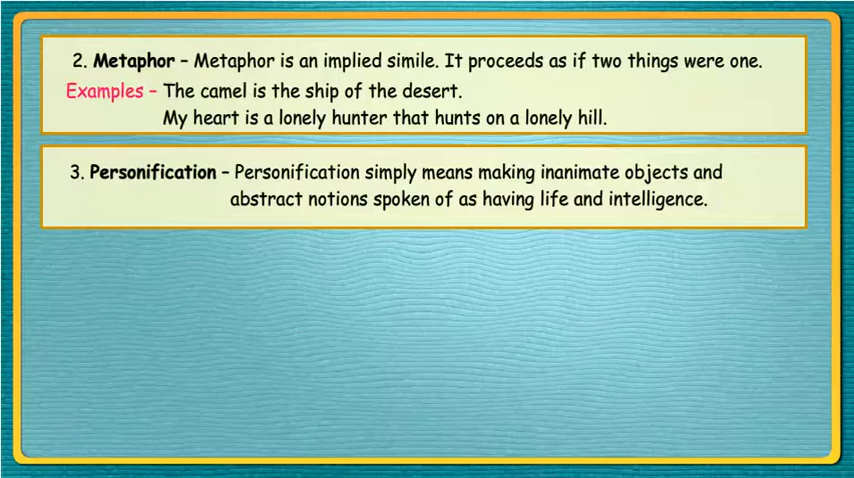 2. Metaphor – Metaphor is an implied simile. It proceeds as if two things were one.
Examples – The camel is the ship of the desert.
My heart is a lonely hunter that hunts on a lonely hill.
3. Personification – Personification simply means making inanimate objects and
abstract notions spoken of as having life and intelligence.